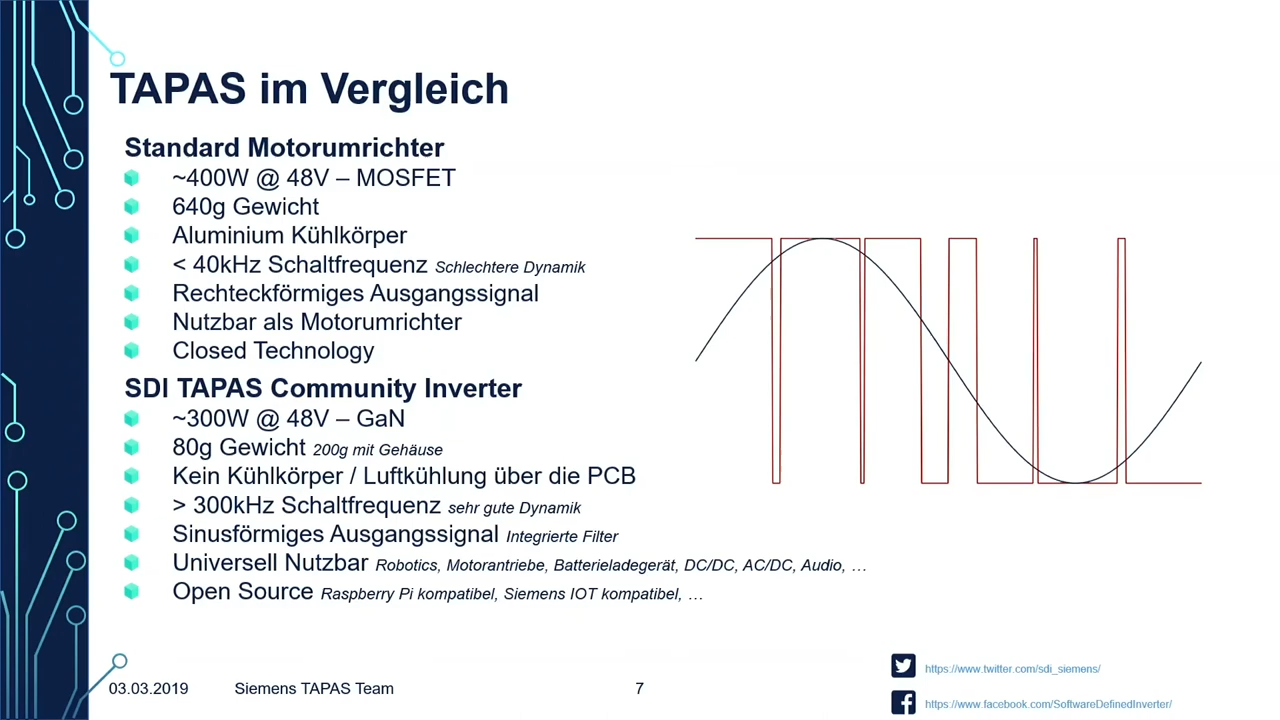 TAPAS im Vergleich
Standard Motorumrichter
~400W @ 48V – MOSFET
640g Gewicht
Aluminium Kühlkörper
< 40kHz Schaltfrequenz Schlechtere Dynamik
Rechteckförmiges Ausgangssignal
Nutzbar als Motorumrichter
Closed Technology
SDI TAPAS Community Inverter
~300W @ 48V – GaN
80g Gewicht 200g mit Gehäuse
Kein Kühlkörper / Luftkühlung über die PCB
> 300kHz Schaltfrequenz sehr gute Dynamik
Sinusförmiges Ausgangssignal Integrierte Filter
Universell Nutzbar Robotics, Motorantriebe, Batterieladegerät, DC/DC, AC/DC, Audio, …
Open Source Raspberry Pi kompatibel, Siemens IOT kompatibel, …
https://www.twitter.com/sdi_siemens/
03.03.2019 Siemens TAPAS Team 7
https://www.facebook.com/SoftwareDefinedInverter/